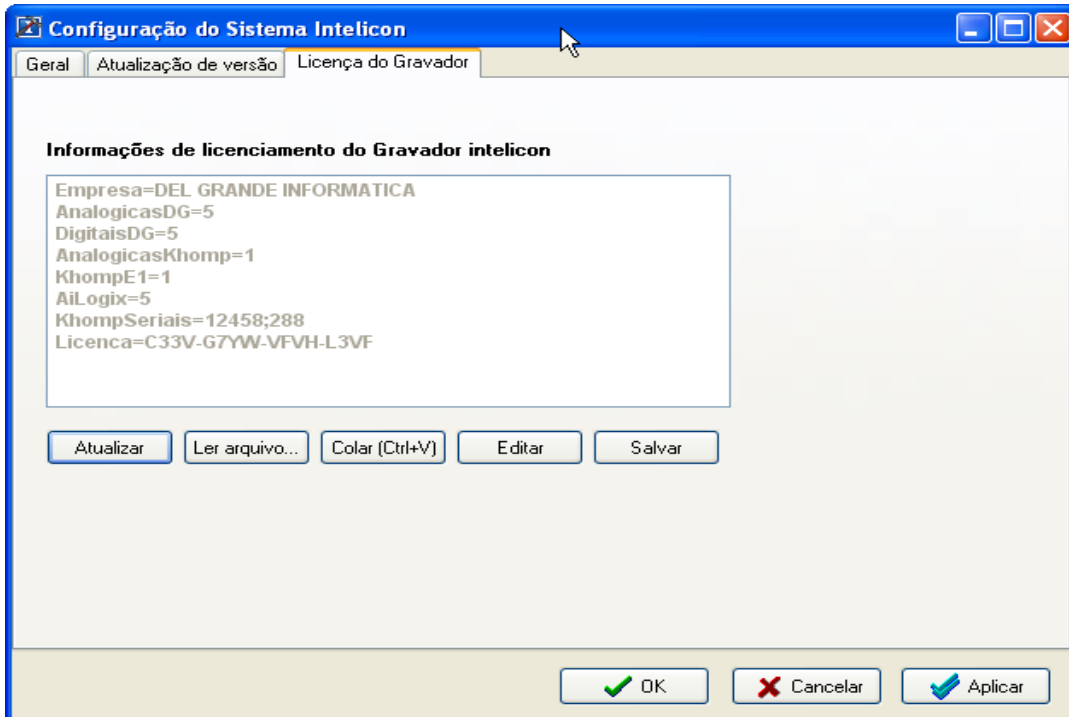 Configuração do Sistema Intelicon
Geral Atualização de versão Licença do Gravador
Informações de licenciamento do Gravador intelicon
Empresa=DEL GRANDE INFORMATICA
AnalogicasDG=5
DigitaisDG=5
AnalogicasKhomp=1
KhompE1=1
AiLogix=5
KhompSeriais=12458;288
Licenca=C33V-G7YW-VFVH-L3VF
Atualizar Ler arquivo... Colar (Ctrl+V) Editar Salvar
OK Cancelar Aplicar